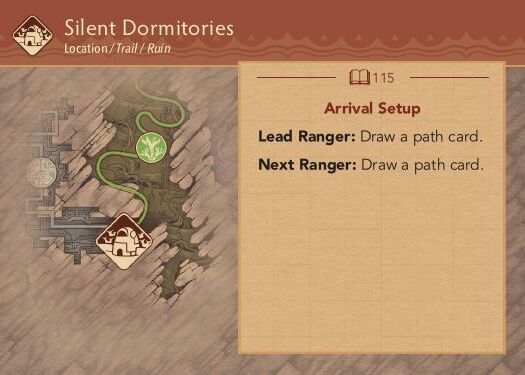 Silent Dormitories
Location / Trail / Ruin
115
Arrival Setup
Lead Ranger: Draw a path card.
Next Ranger: Draw a path card.